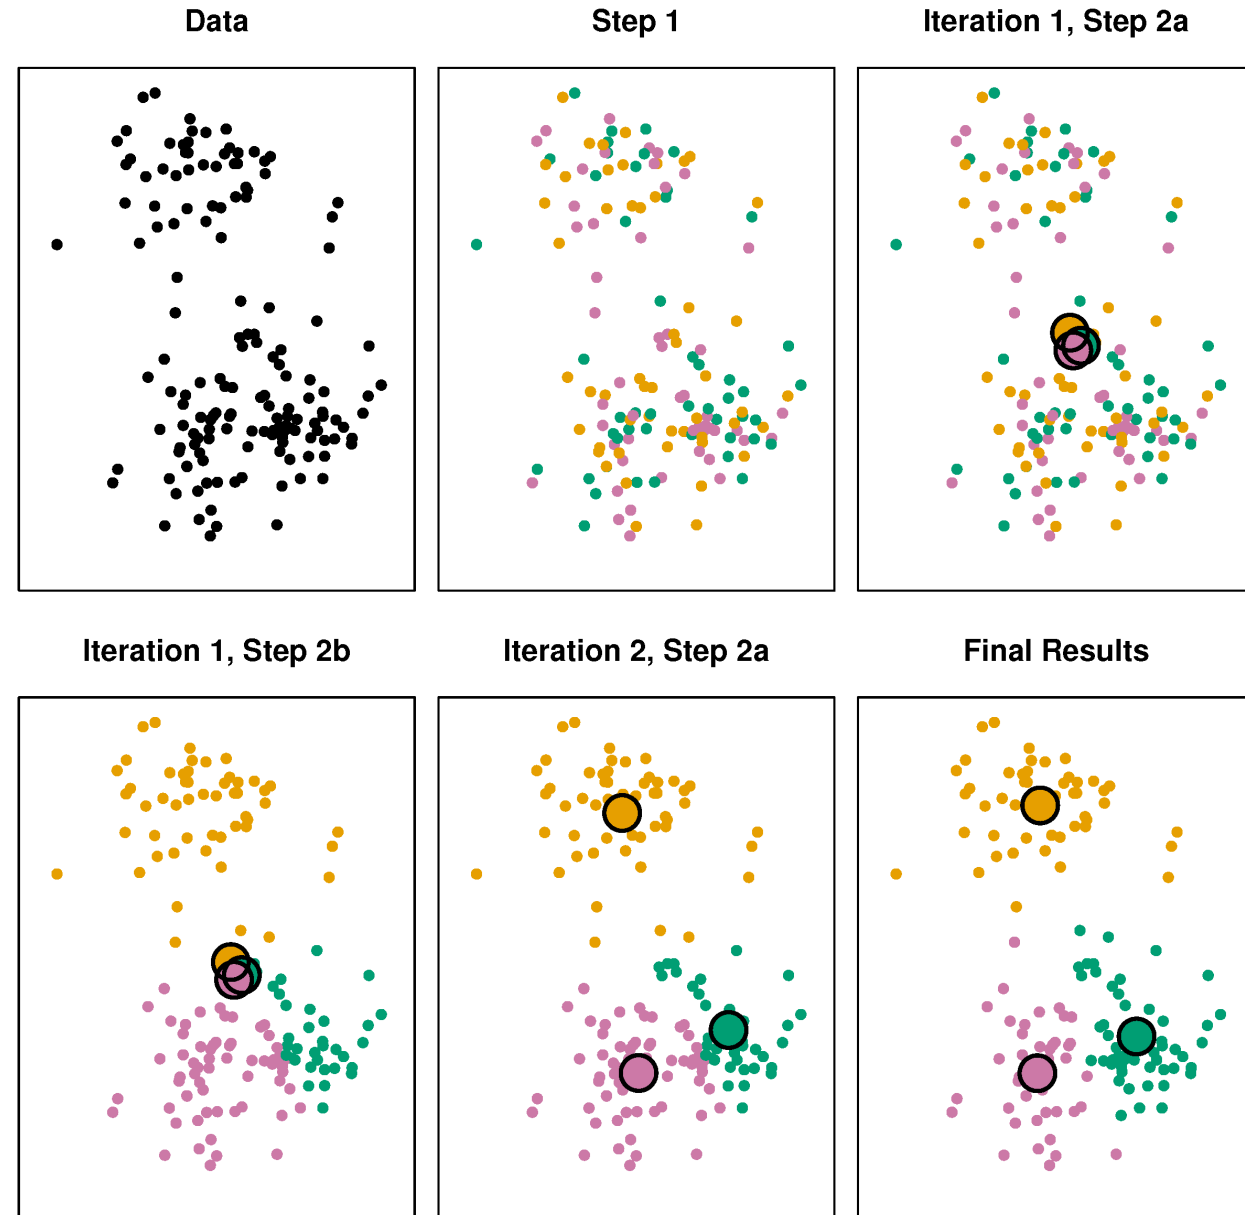 Data
Step 1
Iteration 1, Step 2a
Iteration 1, Step 2b
Iteration 2, Step 2a
Final Results